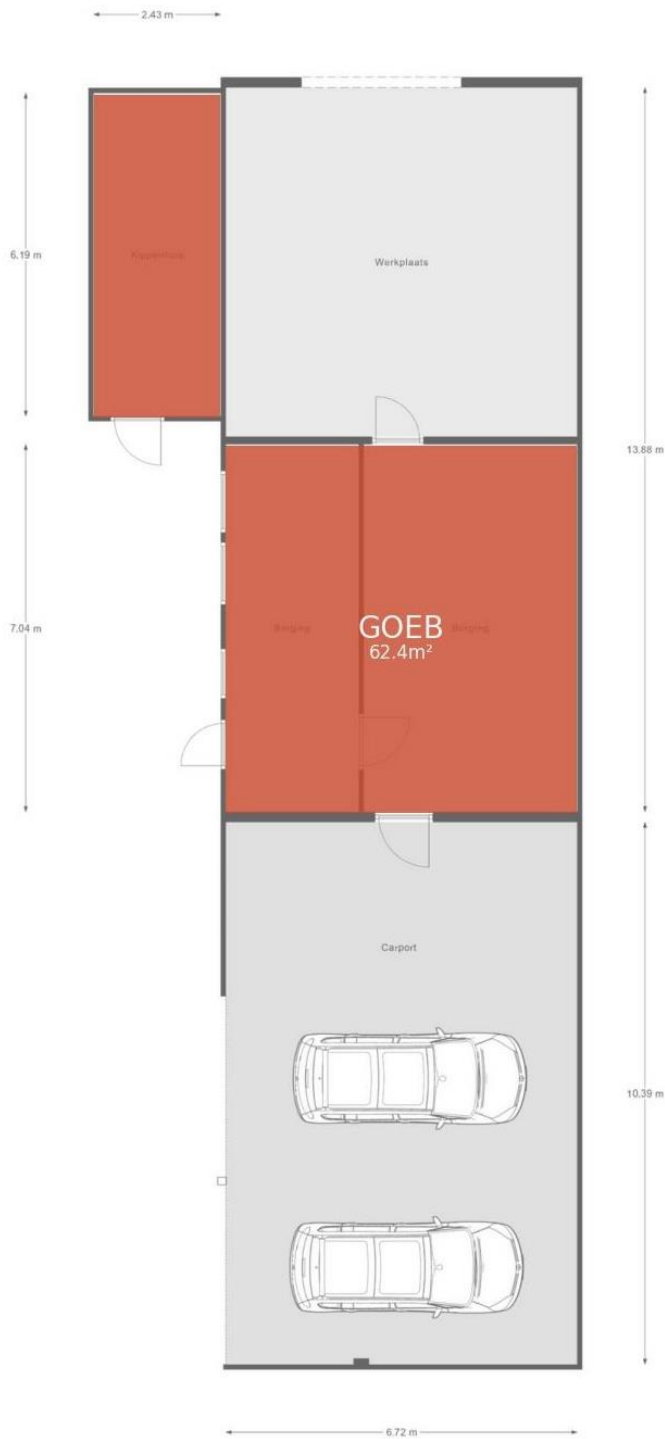 2.43 m
6.19 m
Kippenhok
Werkplaats
13.88 m
7.04 m
Berging
GOEB
Berging
62.4m²
Carport
10.39 m
6.72 m